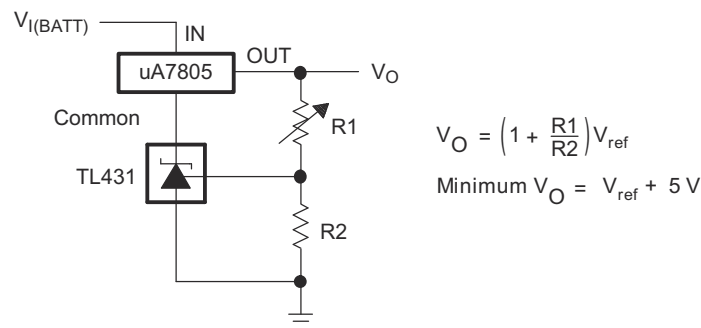 V_I(BATT)
IN
OUT
uA7805
V_O
Common
R1
TL431
R2
V_O = (1 + R1/R2) V_ref
Minimum V_O = V_ref + 5 V